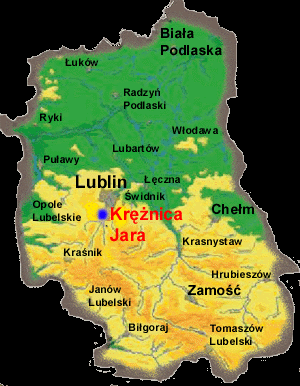 Biała
Podlaska
Łuków
Radzyń
Podlaski
Ryki
Włodawa
Lubartów
Puławy
Łęczna
Lublin
Świdnik
Opole
Lubelskie
Krężnica
Jara
Chełm
Krasnystaw
Kraśnik
Hrubieszów
Janów
Lubelski
Zamość
Biłgoraj
Tomaszów
Lubelski